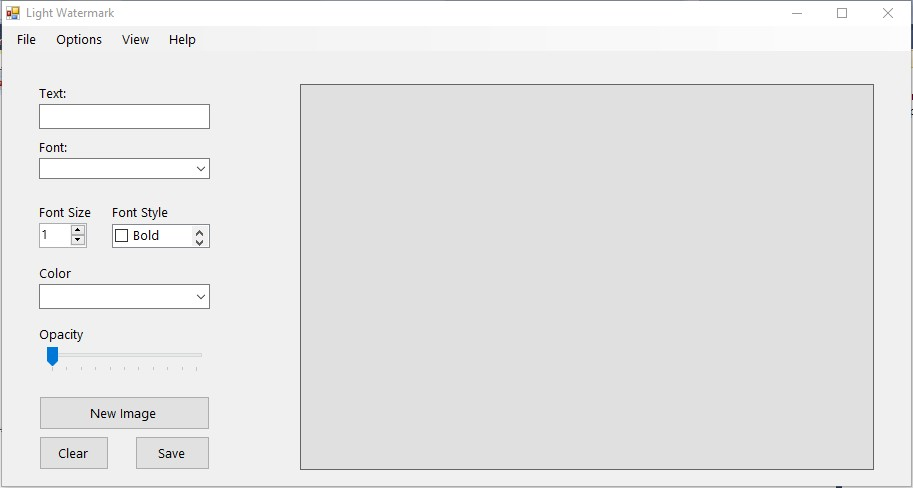 Light Watermark
File Options View Help
Text:
Font:
Font Size Font Style
1 Bold
Color
Opacity
New Image
Clear Save